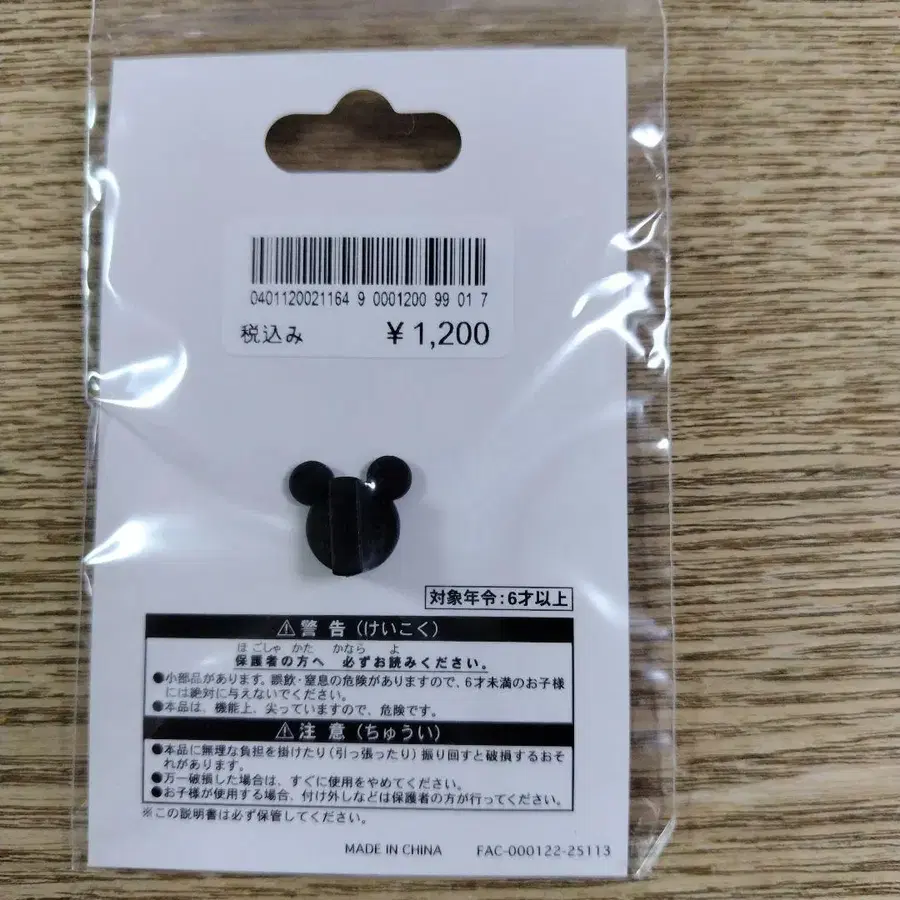 0401120021164 9 0001200 99 01 7
税込み ¥1,200
対象年令:6才以上
⚠警告(けいこく)
ほごしゃ かた かなら よ
保護者の方へ 必ずお読みください。
●小部品があります。誤飲・窒息の危険がありますので、6才未満のお子様
には絶対に与えないでください。
●本品は、機能上、尖っていますので、危険です。
⚠注意(ちゅうい)
●本品に無理な負担を掛けたり(引っ張ったり)振り回すと破損するおそ
れがあります。
●万一破損した場合は、すぐに使用をやめてください。
●お子様が使用する場合、付け外しなどは保護者の方が行ってください。
※この説明書は必ず保管してください。
MADE IN CHINA FAC-000122-25113